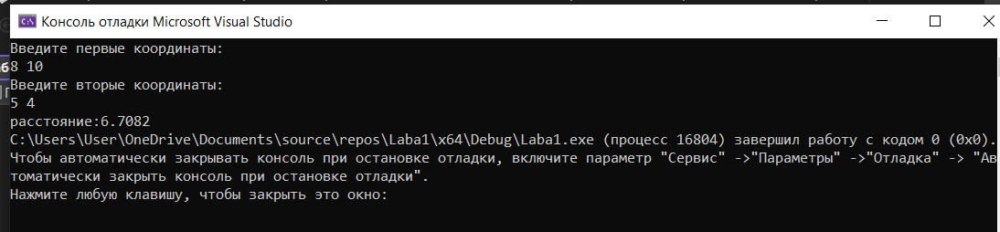 Консоль отладки Microsoft Visual Studio
Введите первые координаты:
8 10
Введите вторые координаты:
5 4
расстояние:6.7082
C:\Users\User\OneDrive\Documents\source\repos\Laba1\x64\Debug\Laba1.exe (процесс 16804) завершил работу с кодом 0 (0x0).
Чтобы автоматически закрывать консоль при остановке отладки, включите параметр "Сервис" ->"Параметры" ->"Отладка" -> "Ав
томатически закрыть консоль при остановке отладки".
Нажмите любую клавишу, чтобы закрыть это окно: